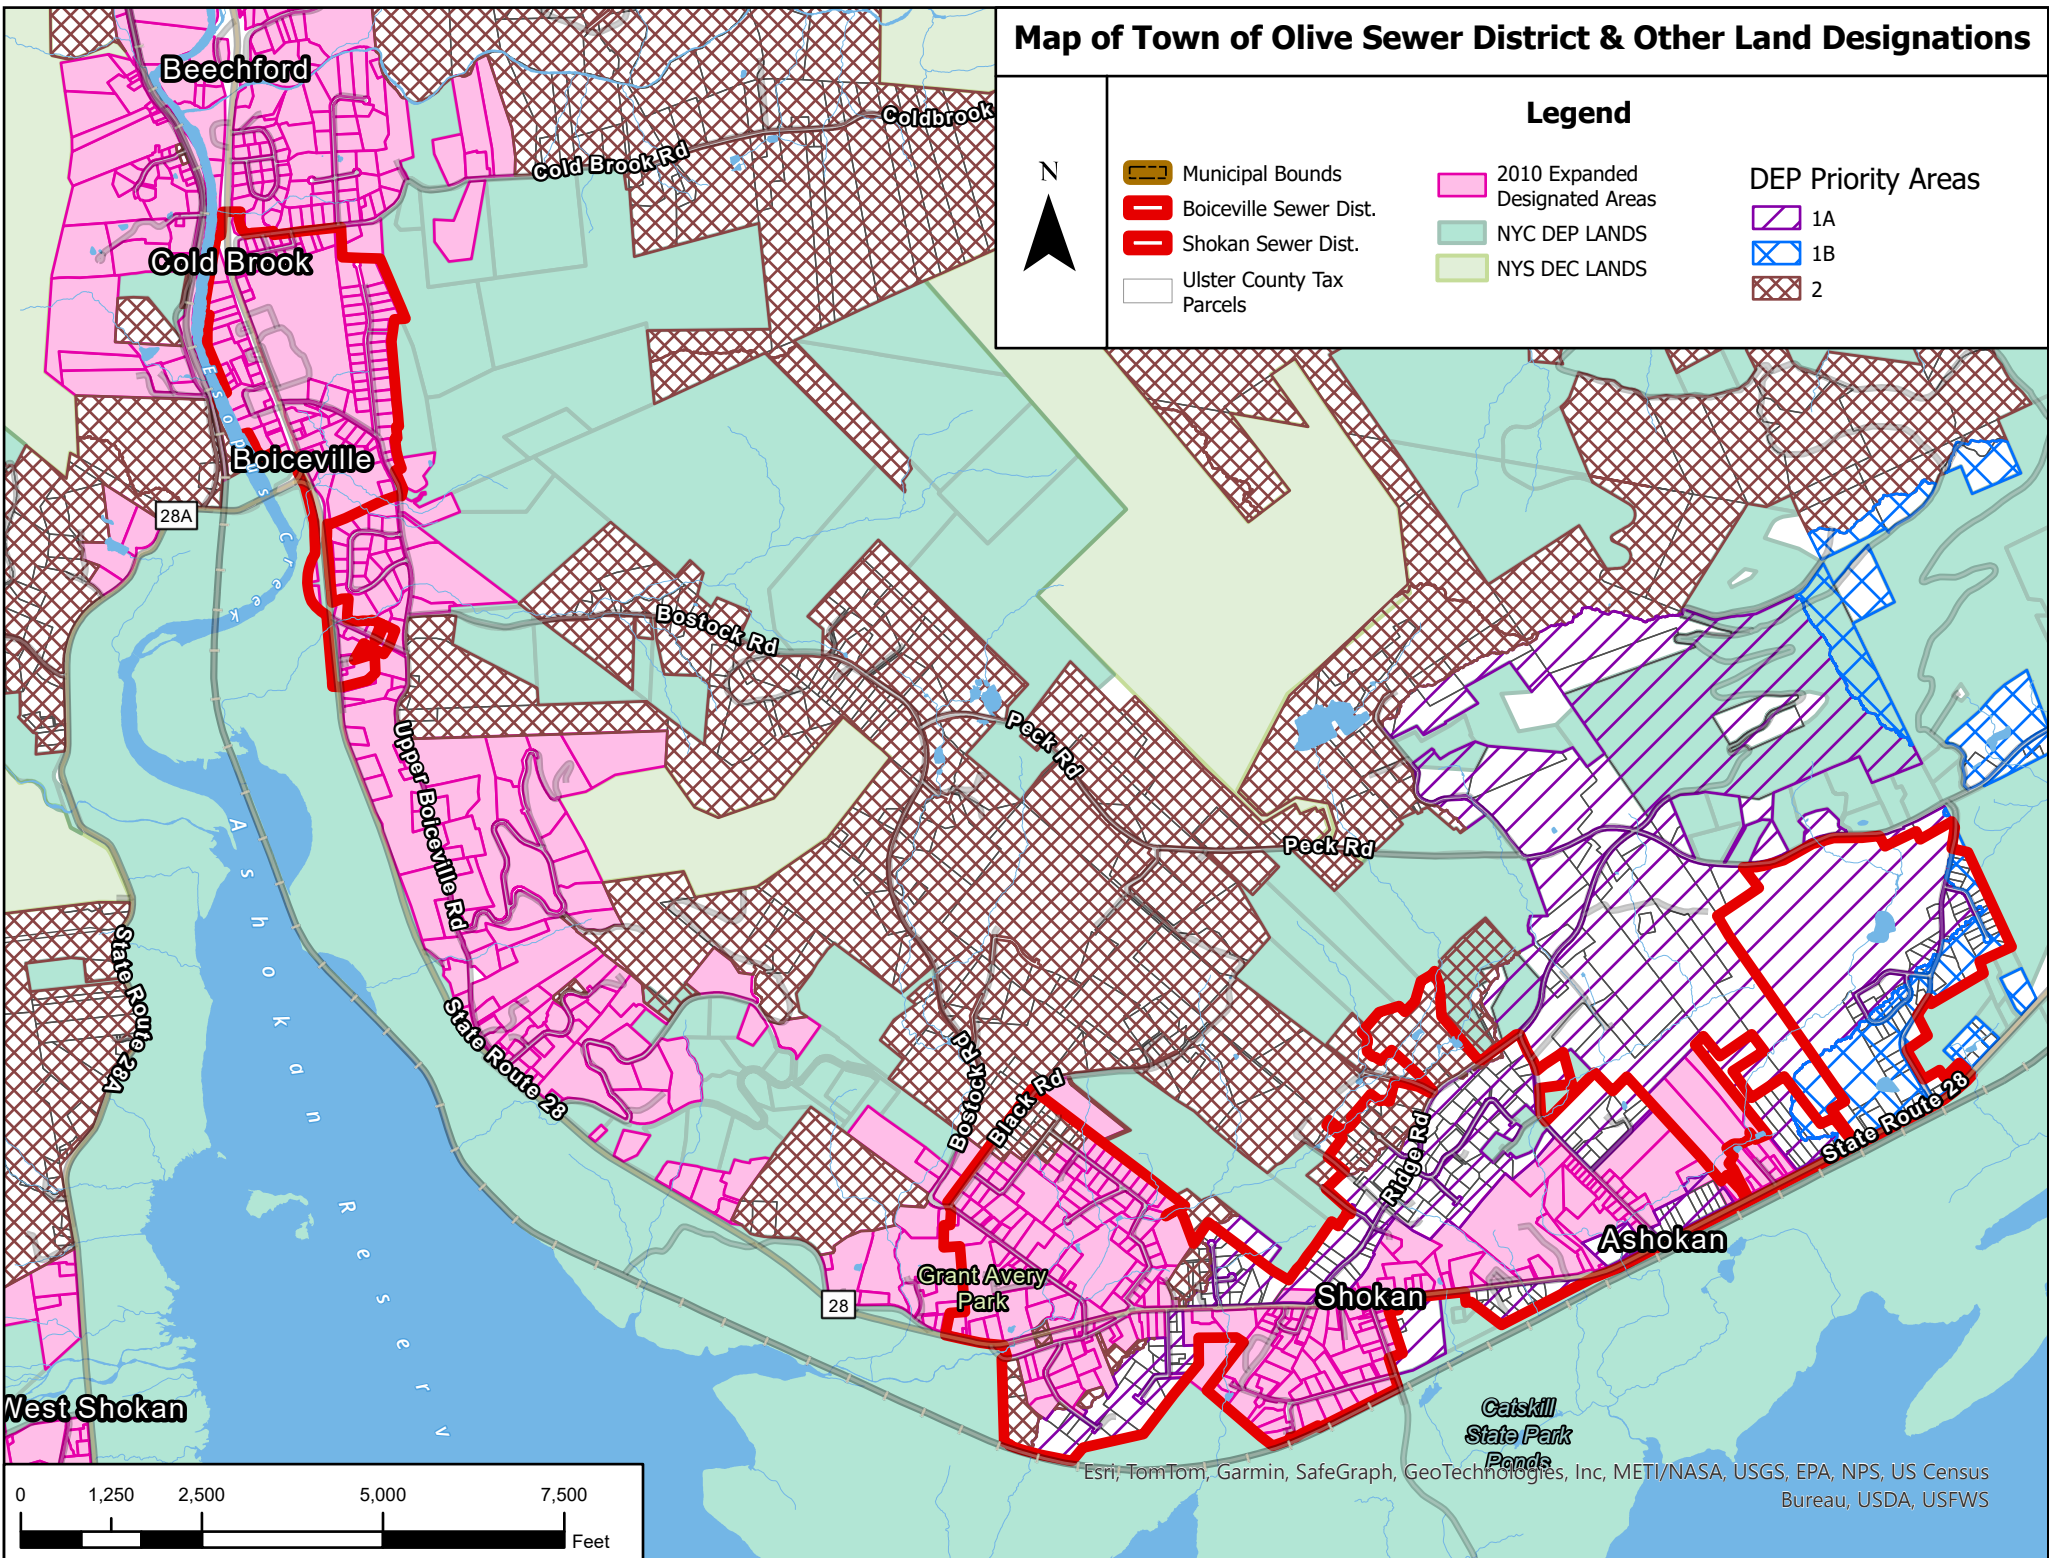 Map of Town of Olive Sewer District & Other Land Designations
Legend
N
Municipal Bounds
Boiceville Sewer Dist.
Shokan Sewer Dist.
Ulster County Tax
Parcels
2010 Expanded
Designated Areas
NYC DEP LANDS
NYS DEC LANDS
DEP Priority Areas
1A
1B
2
Beechford
Coldbrook
Cold Brook Rd
Cold Brook
Esopus Creek
Boiceville
28A
Bostock Rd
Peck Rd
Upper Boiceville Rd
Peck Rd
State Route 28A
State Route 28
Ashokan Reserv
Bostock Rd
Black Rd
Ridge Rd
State Route 28
Ashokan
Grant Avery
Park
28
Shokan
West Shokan
Catskill
State Park
Ponds
Esri, TomTom, Garmin, SafeGraph, GeoTechnologies, Inc, METI/NASA, USGS, EPA, NPS, US Census
Bureau, USDA, USFWS
0 1,250 2,500 5,000 7,500
Feet